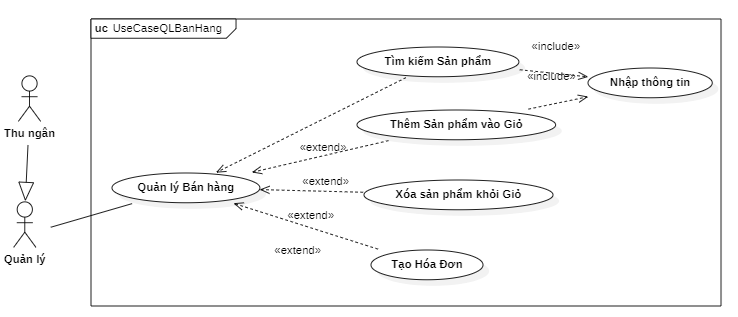 uc UseCaseQLBanHang
«include»
Tìm kiếm Sản phẩm
«include»
Nhập thông tin
Thu ngân
Thêm Sản phẩm vào Giỏ
«extend»
«extend»
Quản lý Bán hàng
Xóa sản phẩm khỏi Giỏ
«extend»
«extend»
Quản lý
Tạo Hóa Đơn